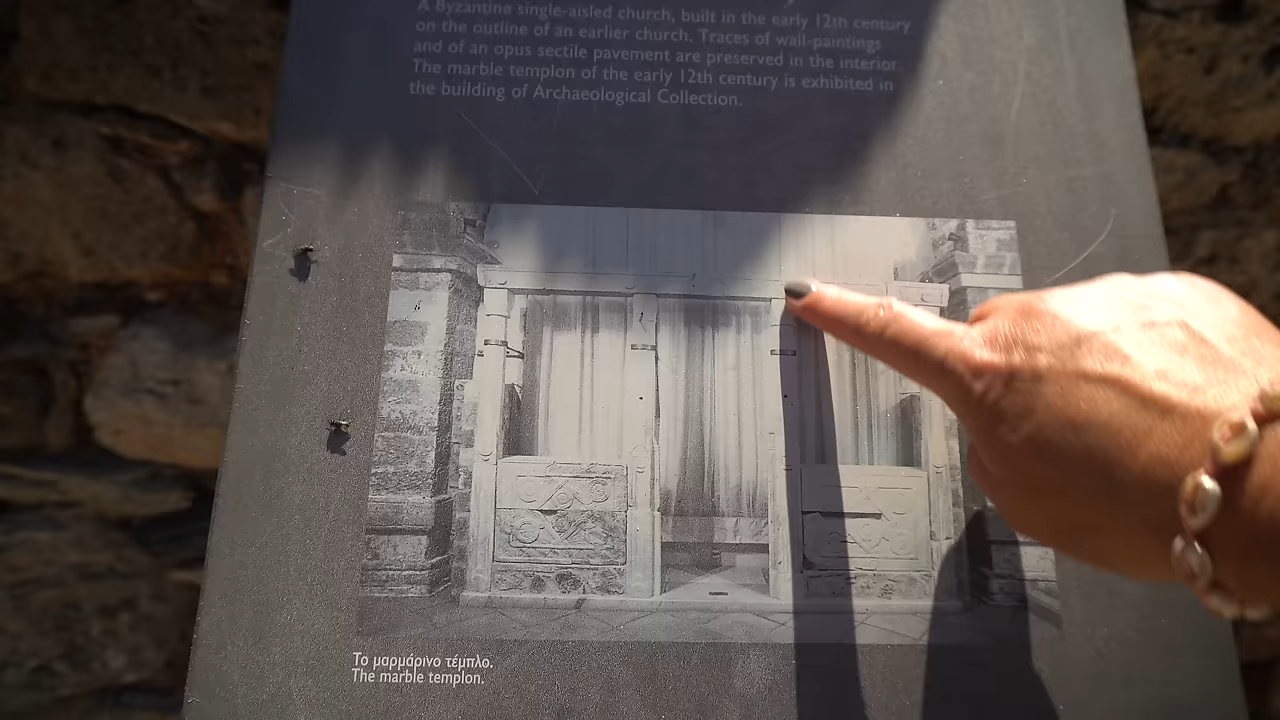 A Byzantine single-aisled church, built in the early 12th century
on the outline of an earlier church. Traces of wall-paintings
and of an opus sectile pavement are preserved in the interior.
The marble templon of the early 12th century is exhibited in
the building of Archaeological Collection.
Το μαρμάρινο τέμπλο.
The marble templon.